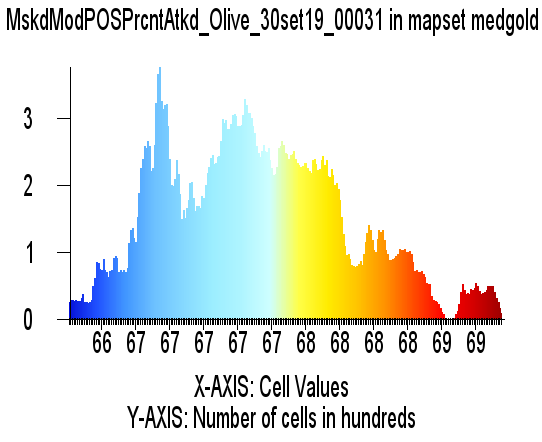 MskdModPOSPrcntAtkd_Olive_30set19_00031 in mapset medgold
3
2
1
0
66 67 67 67 67 67 68 68 68 68 69 69
X-AXIS: Cell Values
Y-AXIS: Number of cells in hundreds